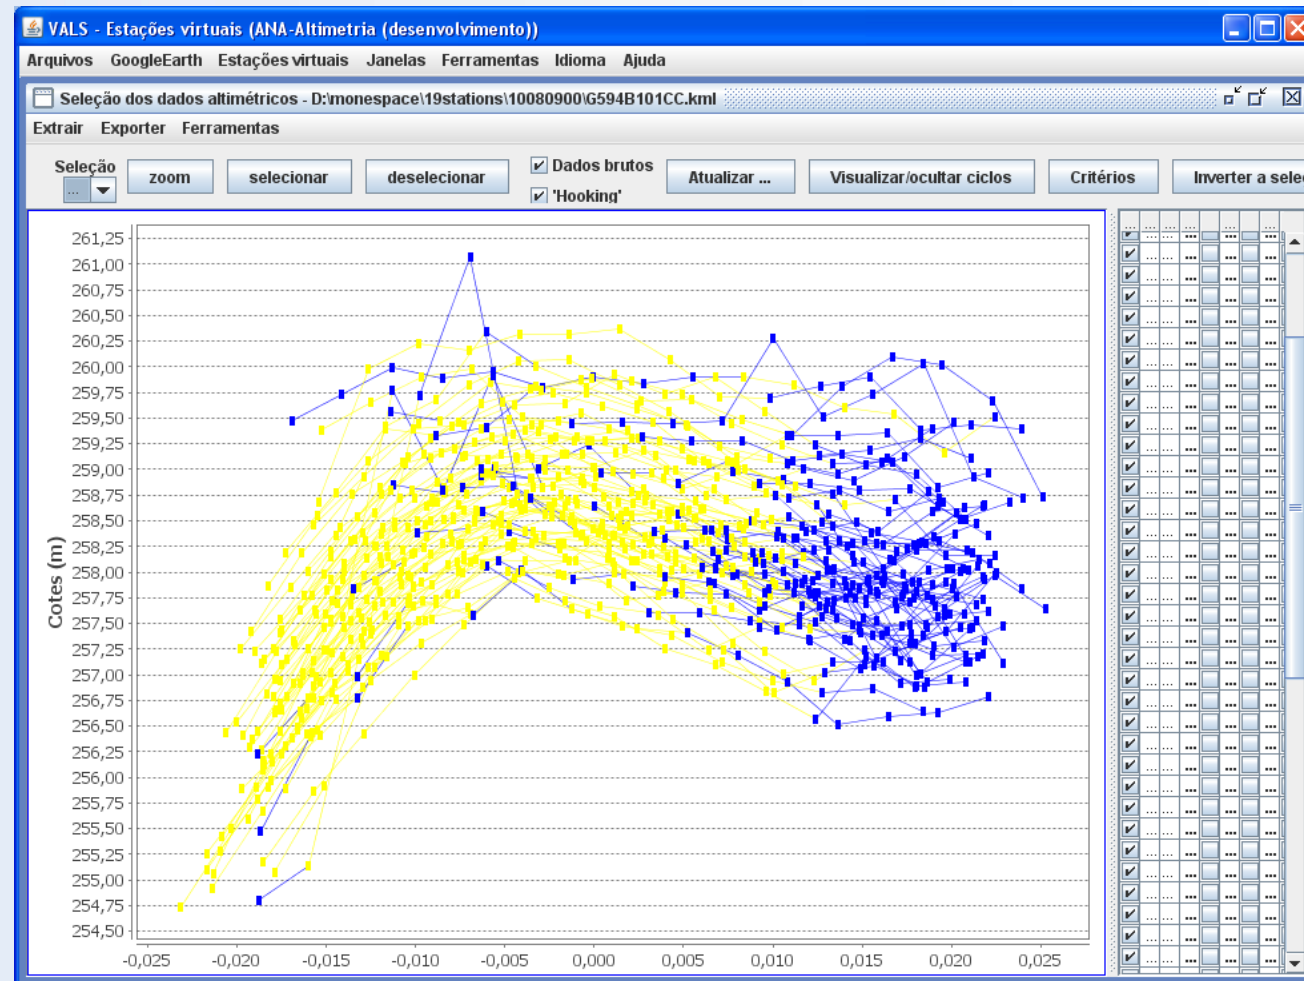 VALS - Estações virtuais (ANA-Altimetria (desenvolvimento))
Arquivos GoogleEarth Estações virtuais Janelas Ferramentas Idioma Ajuda
Seleção dos dados altimétricos - D:\monespace\19stations\10080900\G594B101CC.kml
Extrair Exporter Ferramentas
Seleção
...
zoom
selecionar
deselecionar
Dados brutos
'Hooking'
Atualizar ...
Visualizar/ocultar ciclos
Critérios
Inverter a sele
261,25
261,00
260,75
260,50
260,25
260,00
259,75
259,50
259,25
259,00
258,75
258,50
258,25
258,00
257,75
257,50
257,25
257,00
256,75
256,50
256,25
256,00
255,75
255,50
255,25
255,00
254,75
254,50
Cotes (m)
-0,025 -0,020 -0,015 -0,010 -0,005 0,000 0,005 0,010 0,015 0,020 0,025